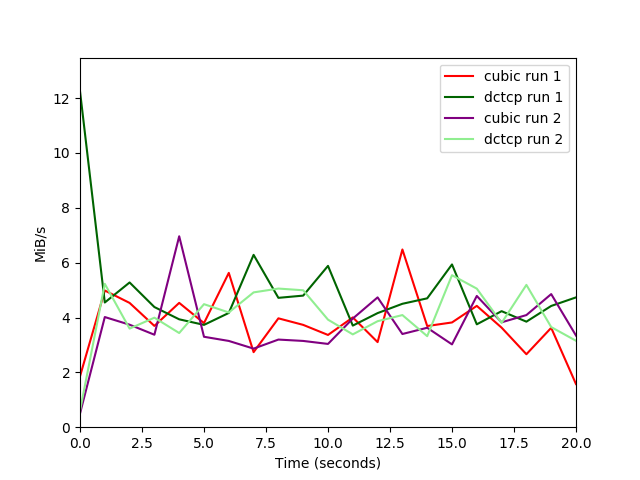 cubic run 1
dctcp run 1
cubic run 2
dctcp run 2
MiB/s
12
10
8
6
4
2
0
0.0 2.5 5.0 7.5 10.0 12.5 15.0 17.5 20.0
Time (seconds)